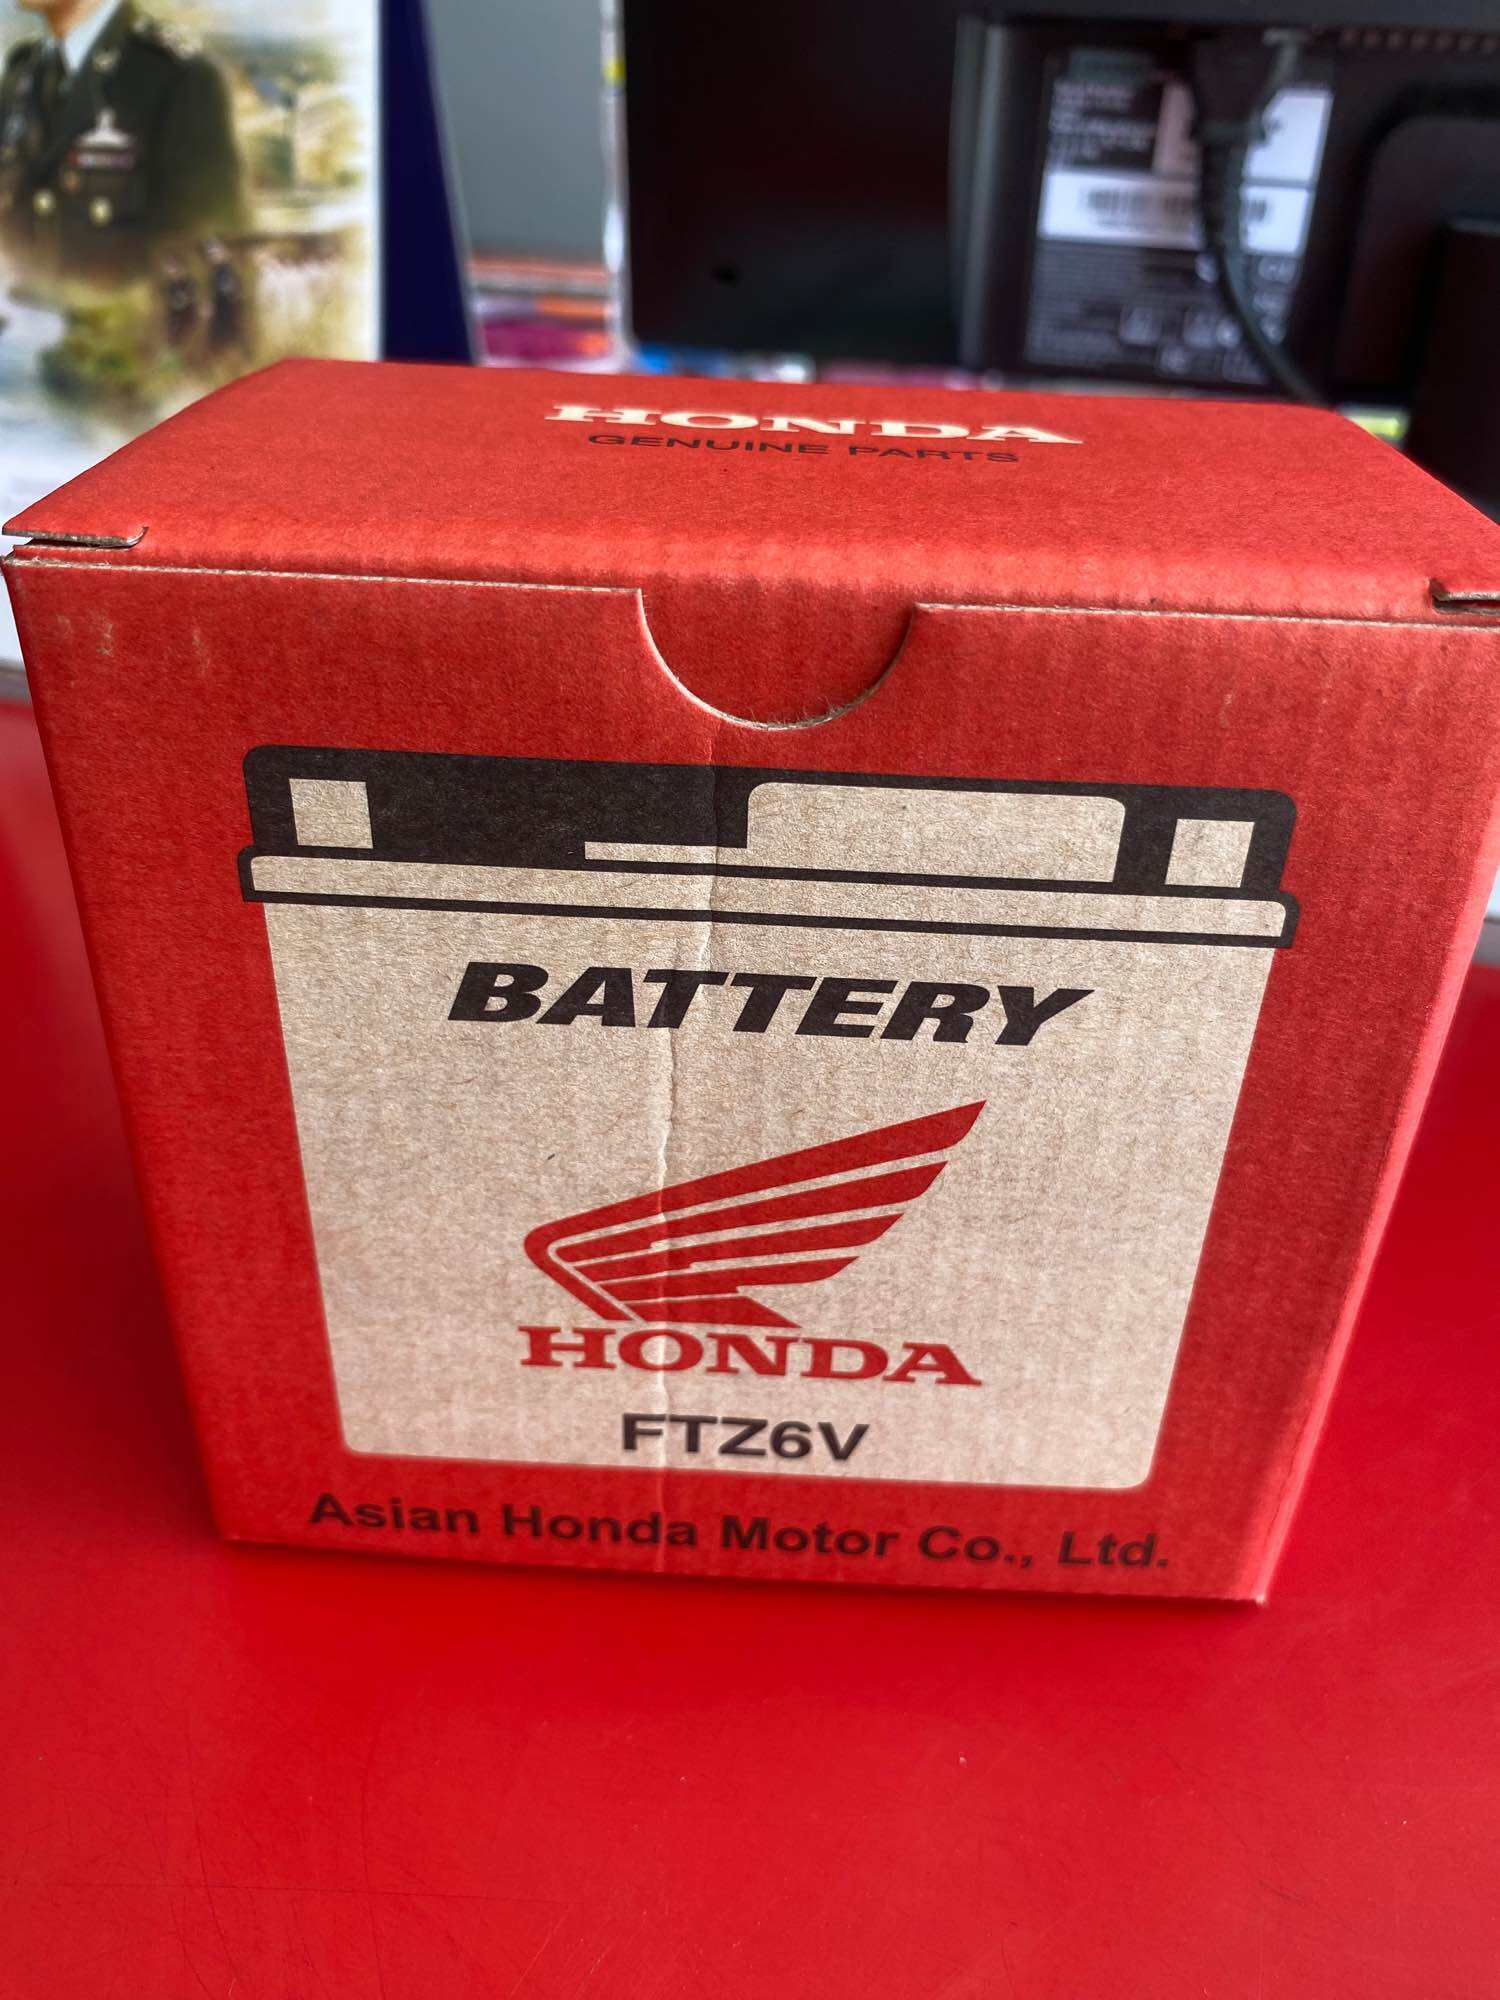 HONDA
GENUINE PARTS
BATTERY
HONDA
FTZ6V
Asian Honda Motor Co., Ltd.